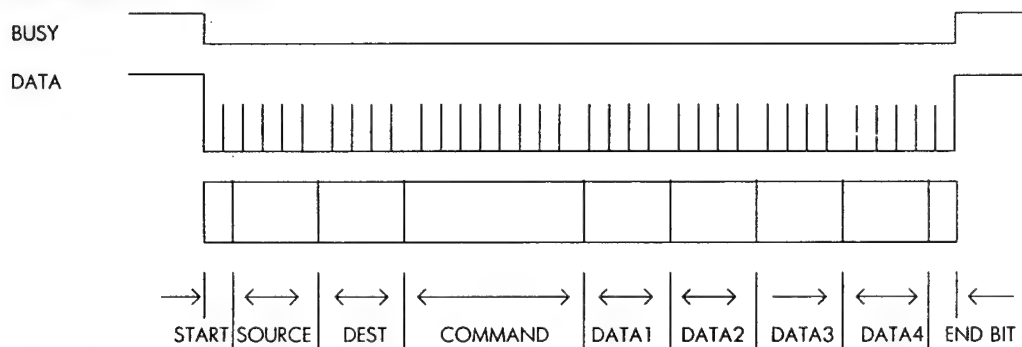 BUSY
DATA
START SOURCE DEST COMMAND DATA1 DATA2 DATA3 DATA4 END BIT